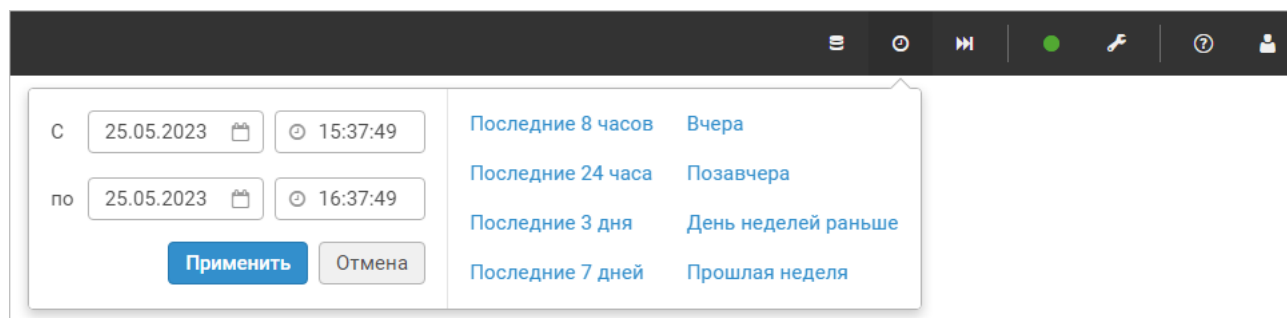 С 25.05.2023 15:37:49
по 25.05.2023 16:37:49
Применить Отмена
Последние 8 часов Вчера
Последние 24 часа Позавчера
Последние 3 дня День неделей раньше
Последние 7 дней Прошлая неделя